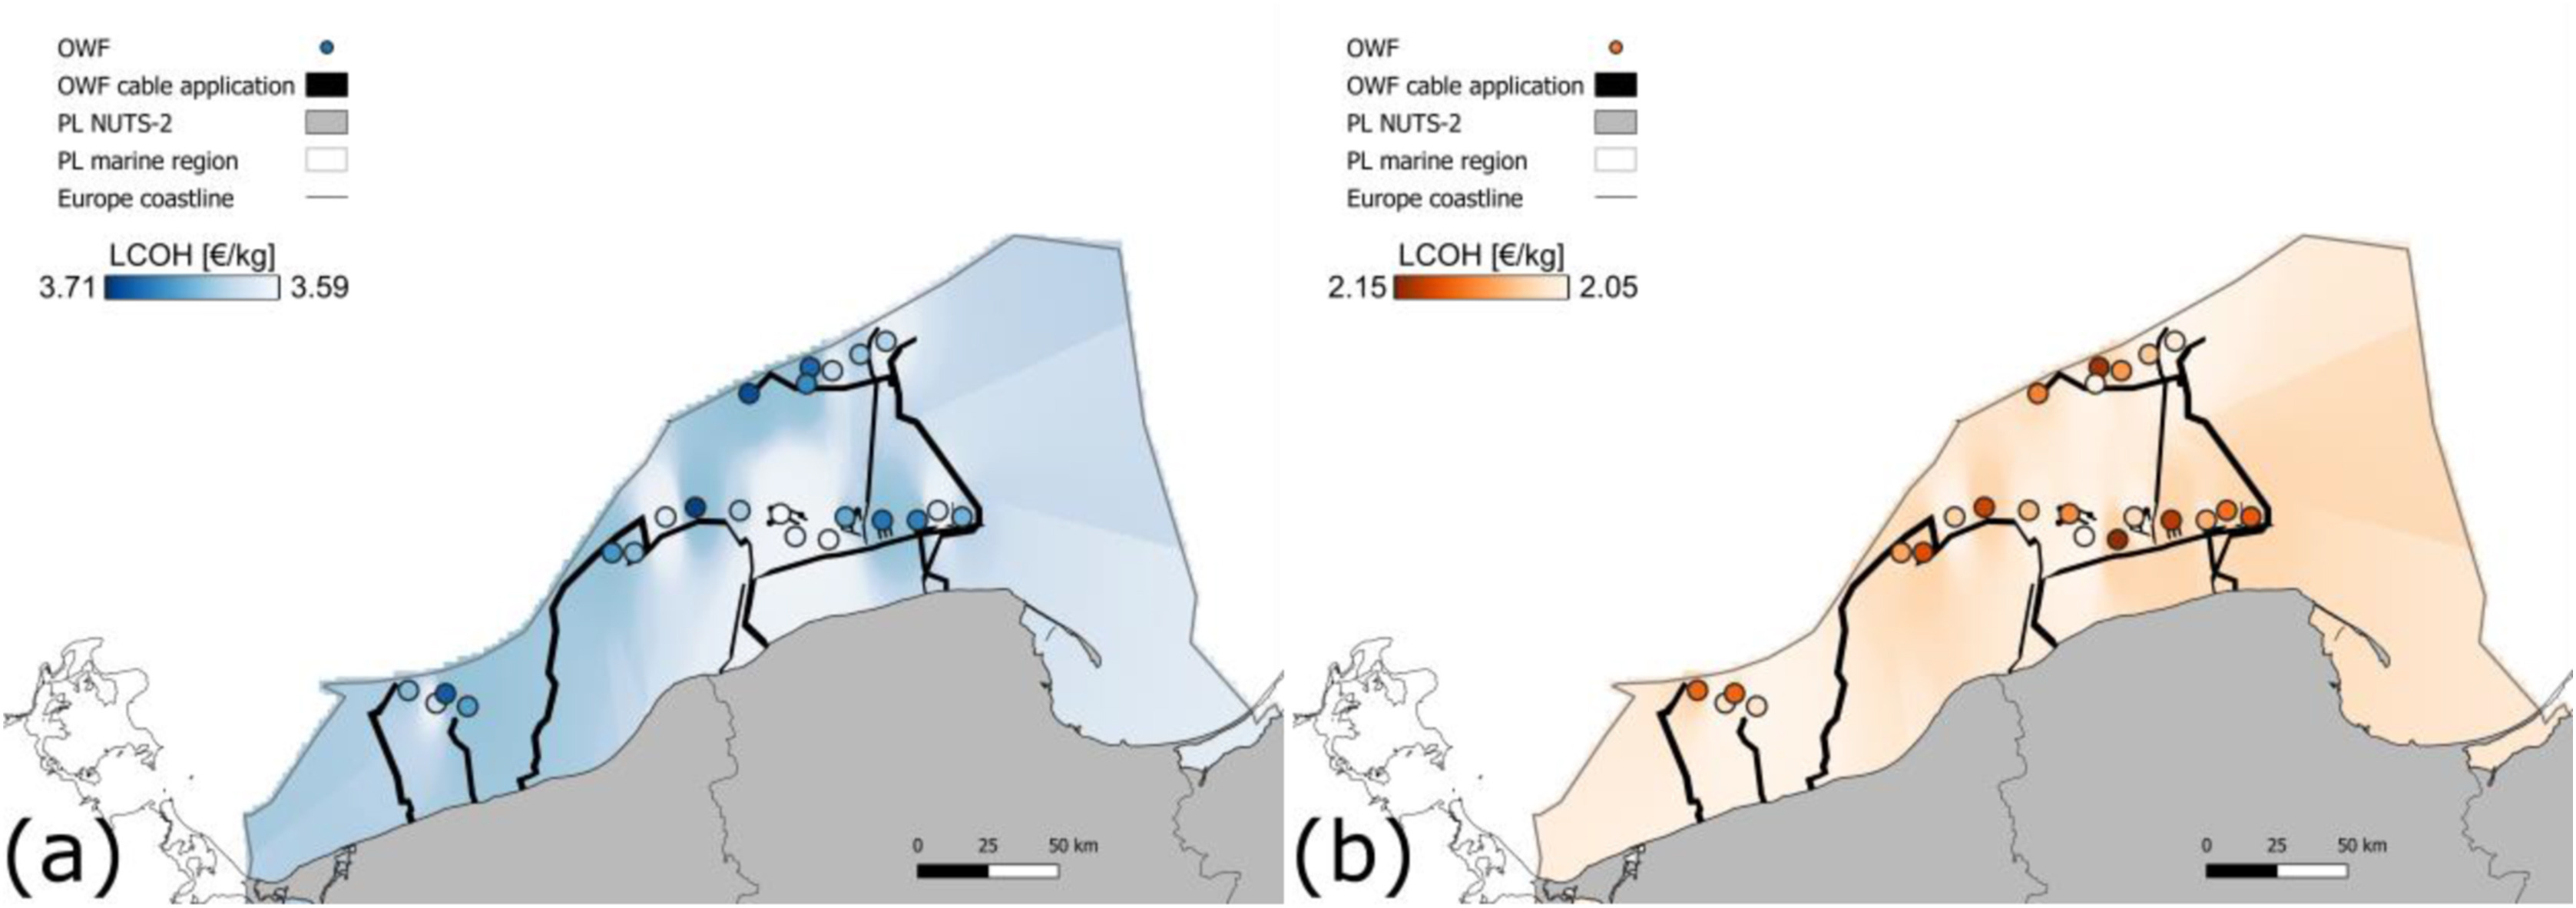 OWF
OWF cable application
PL NUTS-2
PL marine region
Europe coastline
LCOH [€/kg]
3.71 3.59
0 25 50 km
(a)
OWF
OWF cable application
PL NUTS-2
PL marine region
Europe coastline
LCOH [€/kg]
2.15 2.05
0 25 50 km
(b)